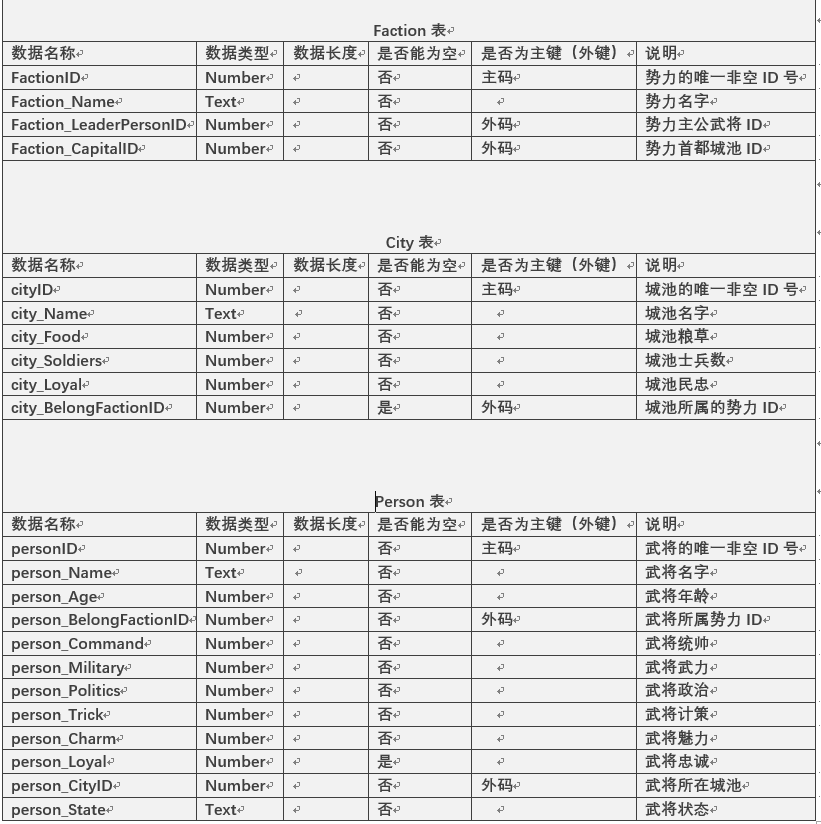 Faction 表
数据名称 数据类型 数据长度 是否能为空 是否为主键（外键） 说明
FactionID Number 否 主码 势力的唯一非空 ID 号
Faction_Name Text 否 势力名字
Faction_LeaderPersonID Number 否 外码 势力主公武将 ID
Faction_CapitalID Number 否 外码 势力首都城池 ID
City 表
数据名称 数据类型 数据长度 是否能为空 是否为主键（外键） 说明
cityID Number 否 主码 城池的唯一非空 ID 号
city_Name Text 否 城池名字
city_Food Number 否 城池粮草
city_Soldiers Number 否 城池士兵数
city_Loyal Number 否 城池民忠
city_BelongFactionID Number 是 外码 城池所属的势力 ID
Person 表
数据名称 数据类型 数据长度 是否能为空 是否为主键（外键） 说明
personID Number 否 主码 武将的唯一非空 ID 号
person_Name Text 否 武将名字
person_Age Number 否 武将年龄
person_BelongFactionID Number 否 外码 武将所属势力 ID
person_Command Number 否 武将统帅
person_Military Number 否 武将武力
person_Politics Number 否 武将政治
person_Trick Number 否 武将计策
person_Charm Number 否 武将魅力
person_Loyal Number 是 武将忠诚
person_CityID Number 否 外码 武将所在城池
person_State Text 否 武将状态